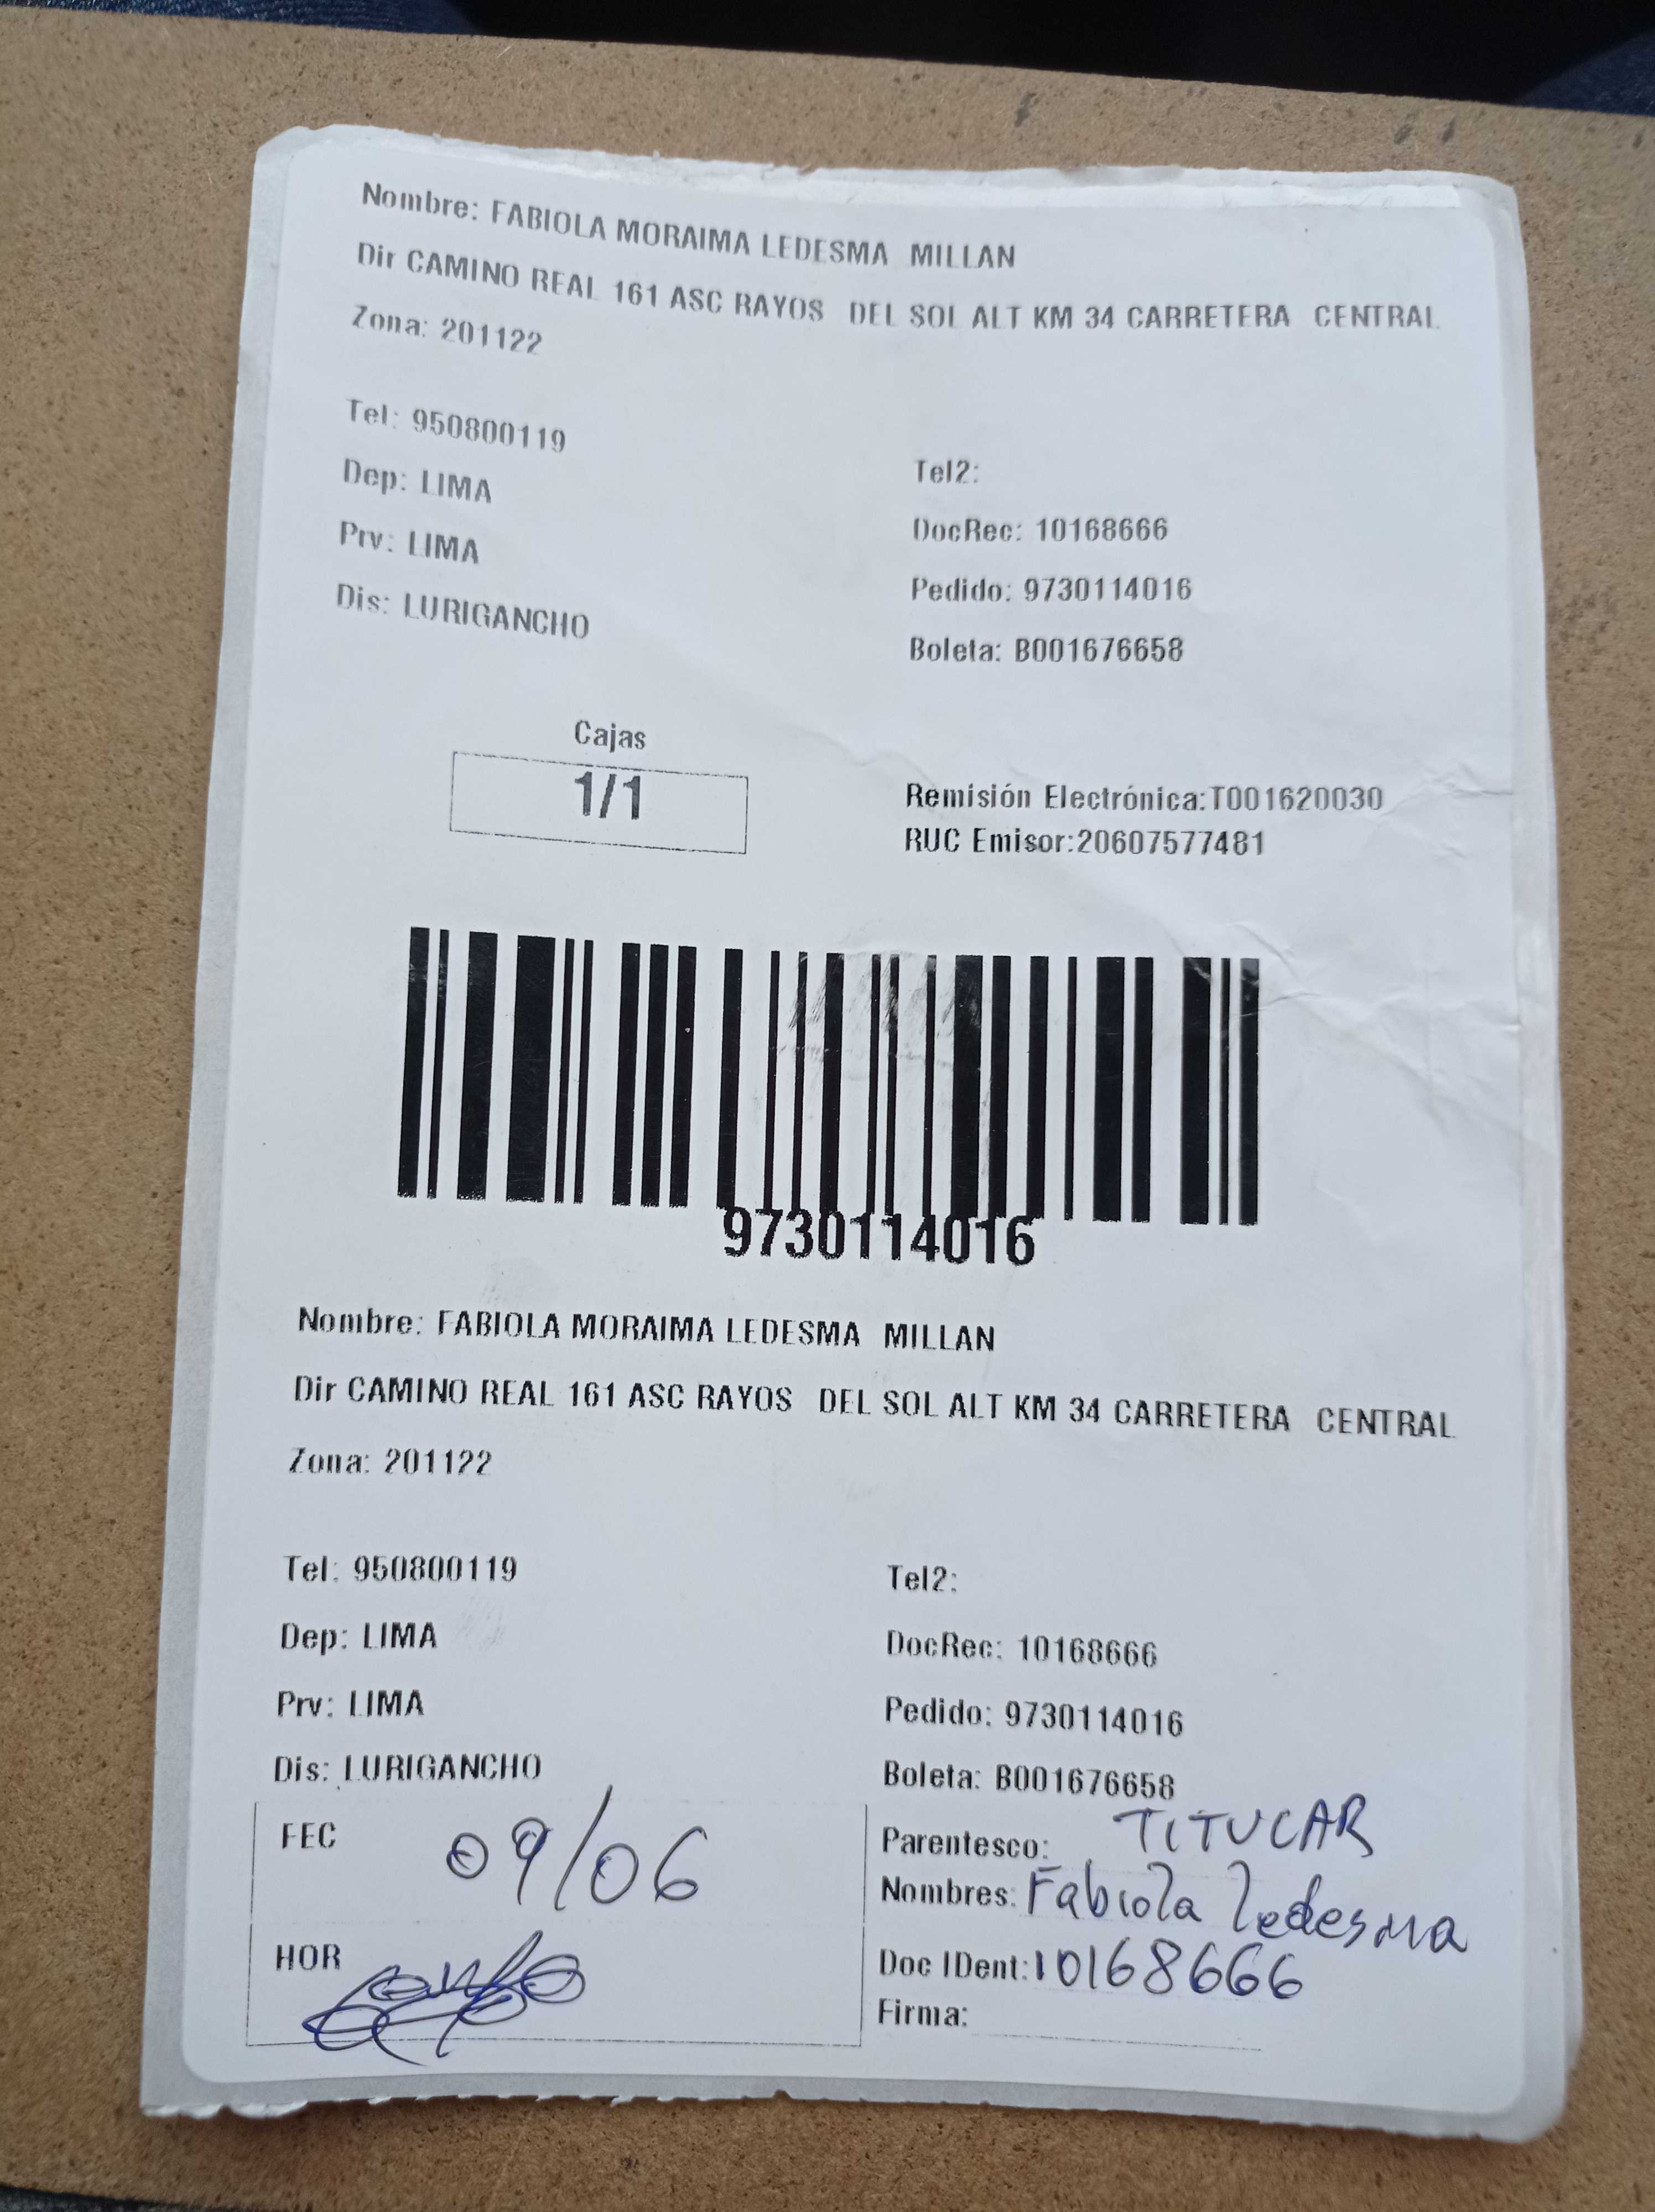 Nombre: FABIOLA MORAIMA LEDESMA MILLAN
Dir CAMINO REAL 161 ASC RAYOS DEL SOL ALT KM 34 CARRETERA CENTRAL
Zona: 201122
Tel: 950800119
Tel2:
Dep: LIMA
DocRec: 10168666
Prv: LIMA
Pedido: 9730114016
Dis: LURIGANCHO
Boleta: B001676658
Cajas
1/1
Remisión Electrónica:T001620030
RUC Emisor:20607577481
9730114016
Nombre: FABIOLA MORAIMA LEDESMA MILLAN
Dir CAMINO REAL 161 ASC RAYOS DEL SOL ALT KM 34 CARRETERA CENTRAL
Zona: 201122
Tel: 950800119
Tel2:
Dep: LIMA
DocRec: 10168666
Prv: LIMA
Pedido: 9730114016
Dis: LURIGANCHO
Boleta: B001676658
FEC 09/06
Parentesco: TITUCAR
Nombres: Fabiola Ledesma
HOR
Doc IDent: 10168666
Firma: